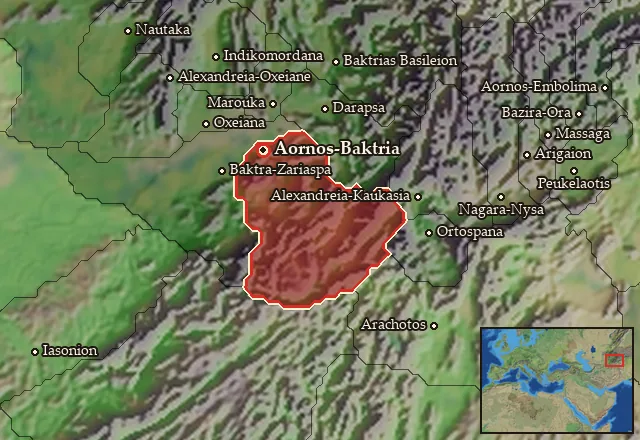 Nautaka
Indikomordana
Baktrias Basileion
Alexandreia-Oxeiane
Aornos-Embolima
Marouka
Darapsa
Bazira-Ora
Oxeiana
Massaga
Aornos-Baktria
Arigaion
Baktra-Zariaspa
Peukelaotis
Alexandreia-Kaukasia
Nagara-Nysa
Ortospana
Arachotos
Iasonion